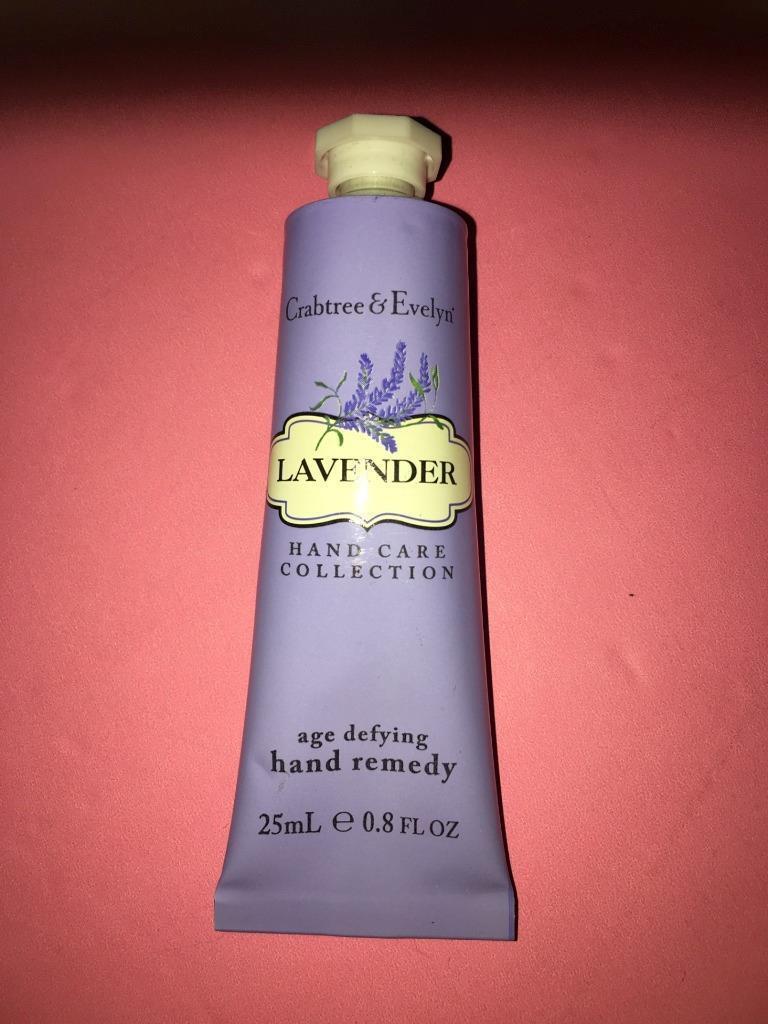 Crabtree & Evelyn®
LAVENDER
HAND CARE
COLLECTION
age defying
hand remedy
25mL ℮ 0.8 FL OZ